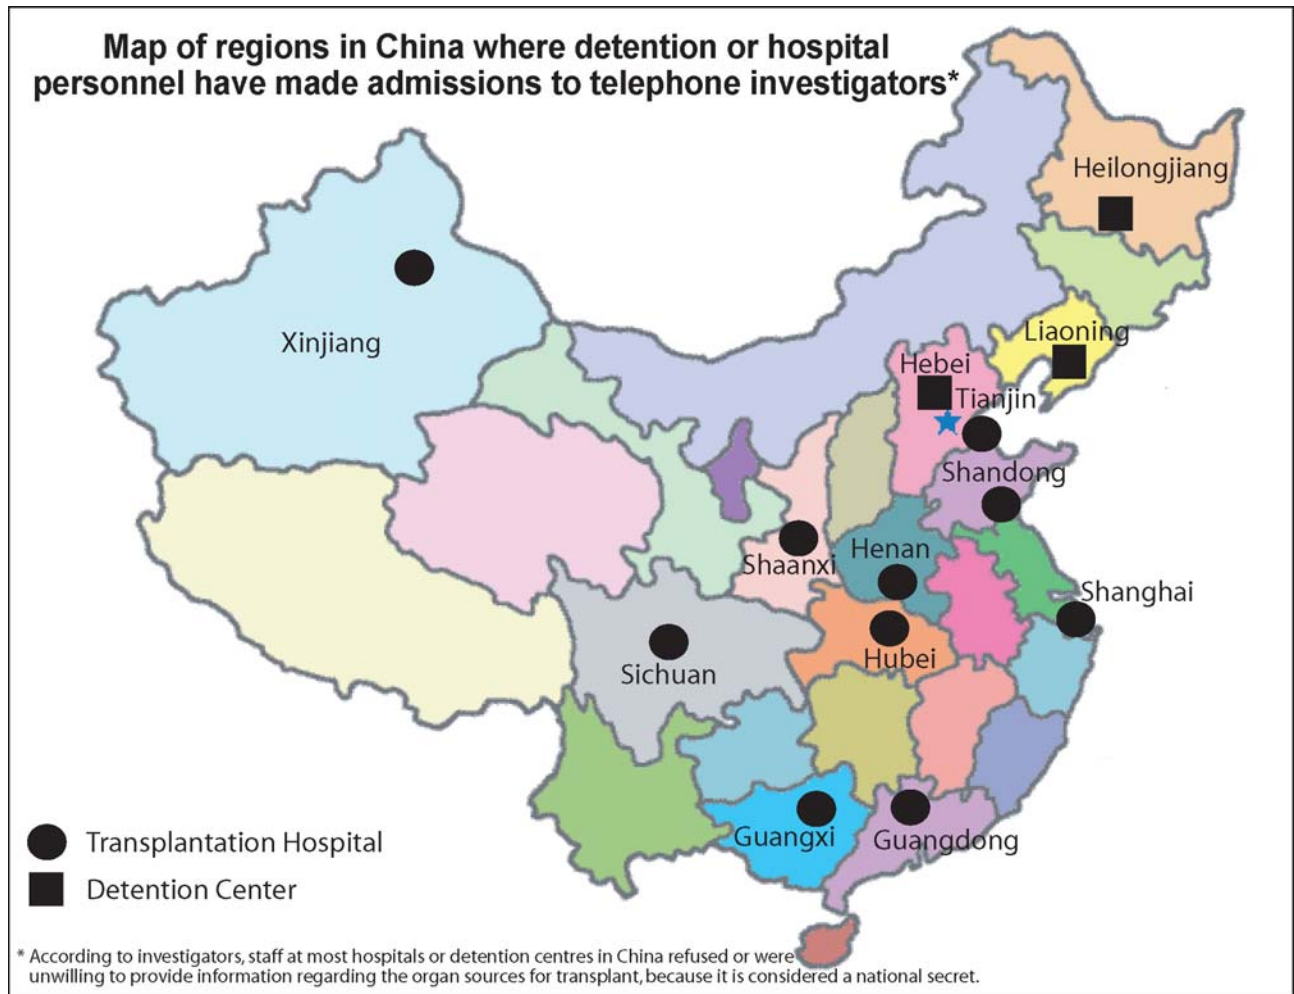 Map of regions in China where detention or hospital
personnel have made admissions to telephone investigators*
Heilongjiang
Xinjiang
Liaoning
Hebei
Tianjin
Shandong
Shaanxi
Henan
Shanghai
Hubei
Sichuan
Guangxi
Guangdong
Transplantation Hospital
Detention Center
* According to investigators, staff at most hospitals or detention centres in China refused or were
unwilling to provide information regarding the organ sources for transplant, because it is considered a national secret.